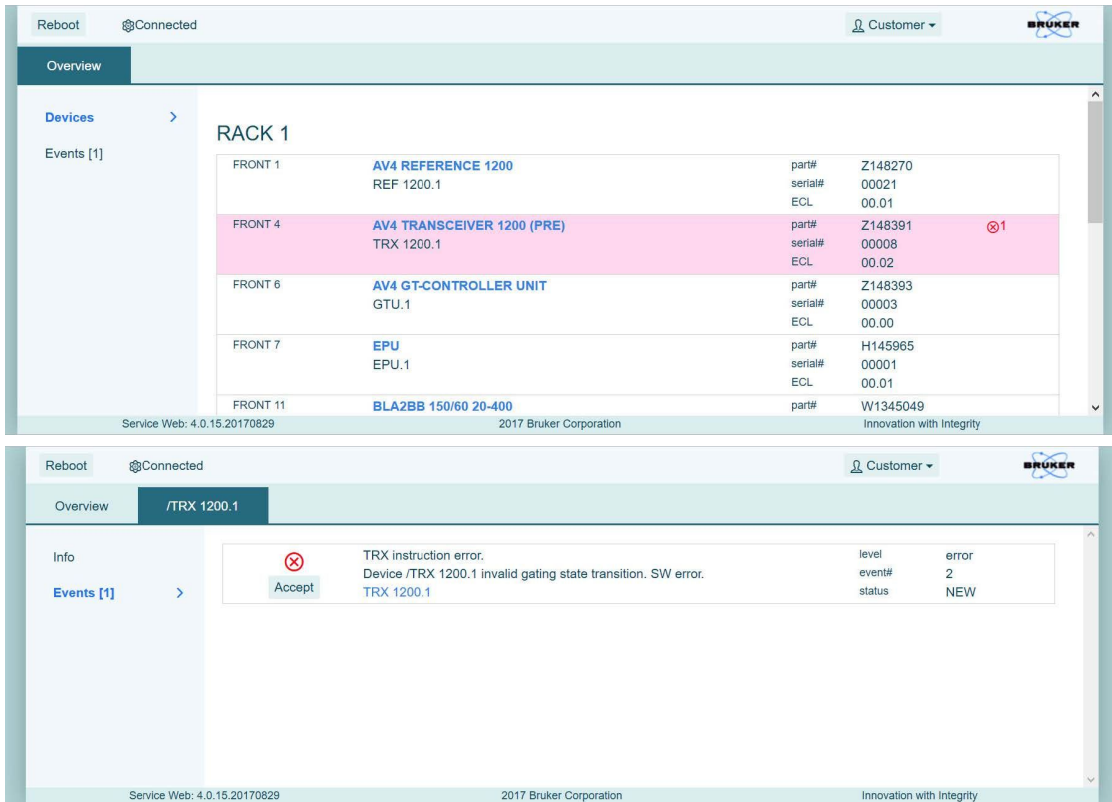 Reboot Connected Customer BRUKER
Overview
Devices
Events [1]
RACK 1
FRONT 1 AV4 REFERENCE 1200 part# Z148270
REF 1200.1 serial# 00021
ECL 00.01
FRONT 4 AV4 TRANSCEIVER 1200 (PRE) part# Z148391 1
TRX 1200.1 serial# 00008
ECL 00.02
FRONT 6 AV4 GT-CONTROLLER UNIT part# Z148393
GTU.1 serial# 00003
ECL 00.00
FRONT 7 EPU part# H145965
EPU.1 serial# 00001
ECL 00.01
FRONT 11 BLA2BB 150/60 20-400 part# W1345049
Service Web: 4.0.15.20170829 2017 Bruker Corporation Innovation with Integrity
Reboot Connected Customer BRUKER
Overview /TRX 1200.1
Info
Events [1]
TRX instruction error. level error
Device /TRX 1200.1 invalid gating state transition. SW error. event# 2
Accept
TRX 1200.1 status NEW
Service Web: 4.0.15.20170829 2017 Bruker Corporation Innovation with Integrity